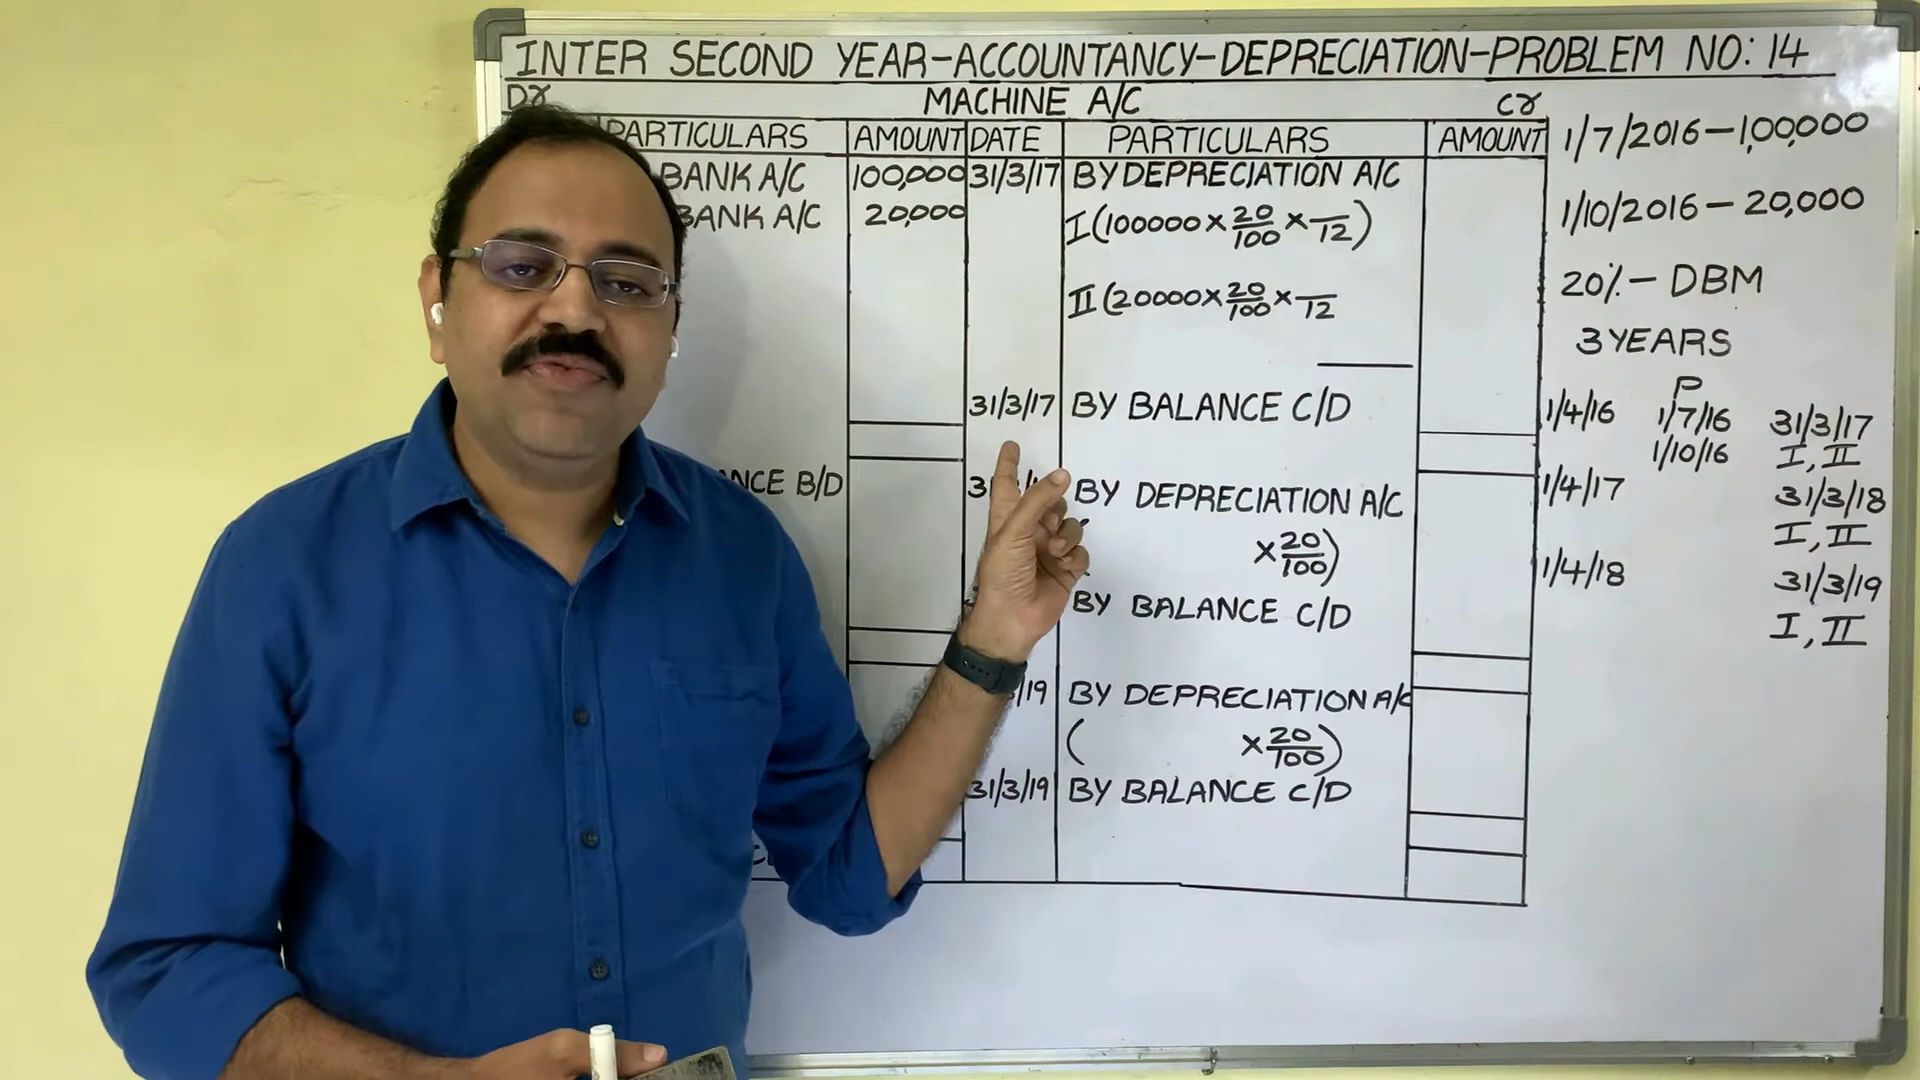 INTER SECOND YEAR-ACCOUNTANCY-DEPRECIATION-PROBLEM NO: 14
Dr MACHINE A/C Cr
PARTICULARS AMOUNT DATE PARTICULARS AMOUNT
BANK A/C 100,000 31/3/17 BY DEPRECIATION A/C
BANK A/C 20,000
I (100000 × 20/100 × /12)
II (20000 × 20/100 × /12
31/3/17 BY BALANCE C/D
B/D BY DEPRECIATION A/C
× 20/100)
BY BALANCE C/D
/19 BY DEPRECIATION A/C
( × 20/100)
31/3/19 BY BALANCE C/D
1/7/2016 - 1,00,000
1/10/2016 - 20,000
20% - DBM
3 YEARS
P
1/4/16 1/7/16 31/3/17
1/10/16 I, II
1/4/17 31/3/18
I, II
1/4/18 31/3/19
I, II